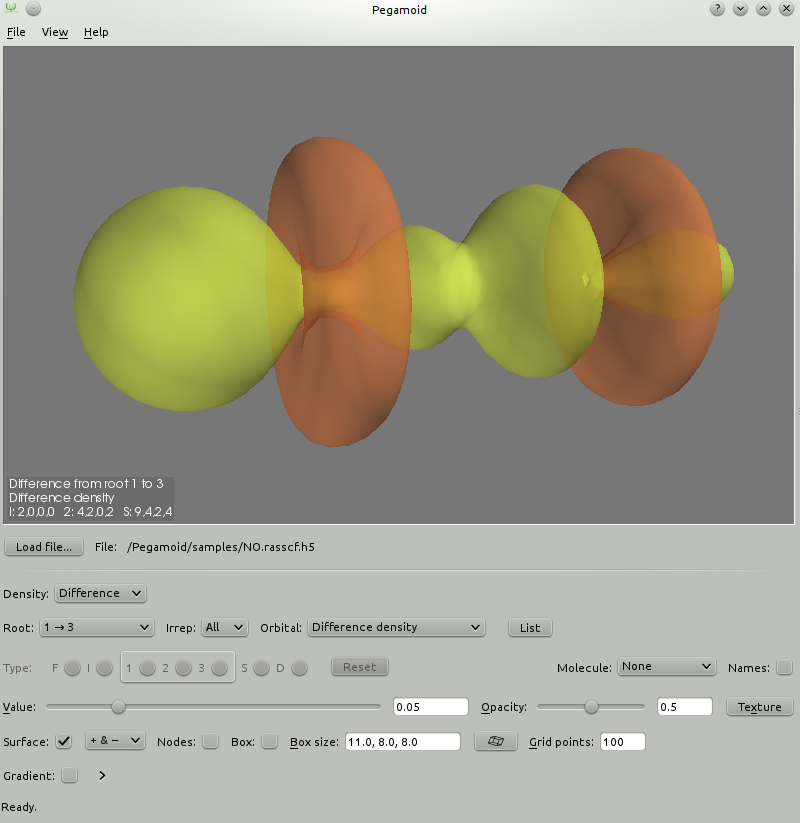 Pegamoid
File View Help
Difference from root 1 to 3
Difference density
I: 2,0,0,0 2: 4,2,0,2 S: 9,4,2,4
Load file... File: /Pegamoid/samples/NO.rasscf.h5
Density: Difference
Root: 1 → 3 Irrep: All Orbital: Difference density List
Type: F I 1 2 3 S D Reset Molecule: None Names:
Value: 0.05 Opacity: 0.5 Texture
Surface: + & − Nodes: Box: Box size: 11.0, 8.0, 8.0 Grid points: 100
Gradient: >
Ready.